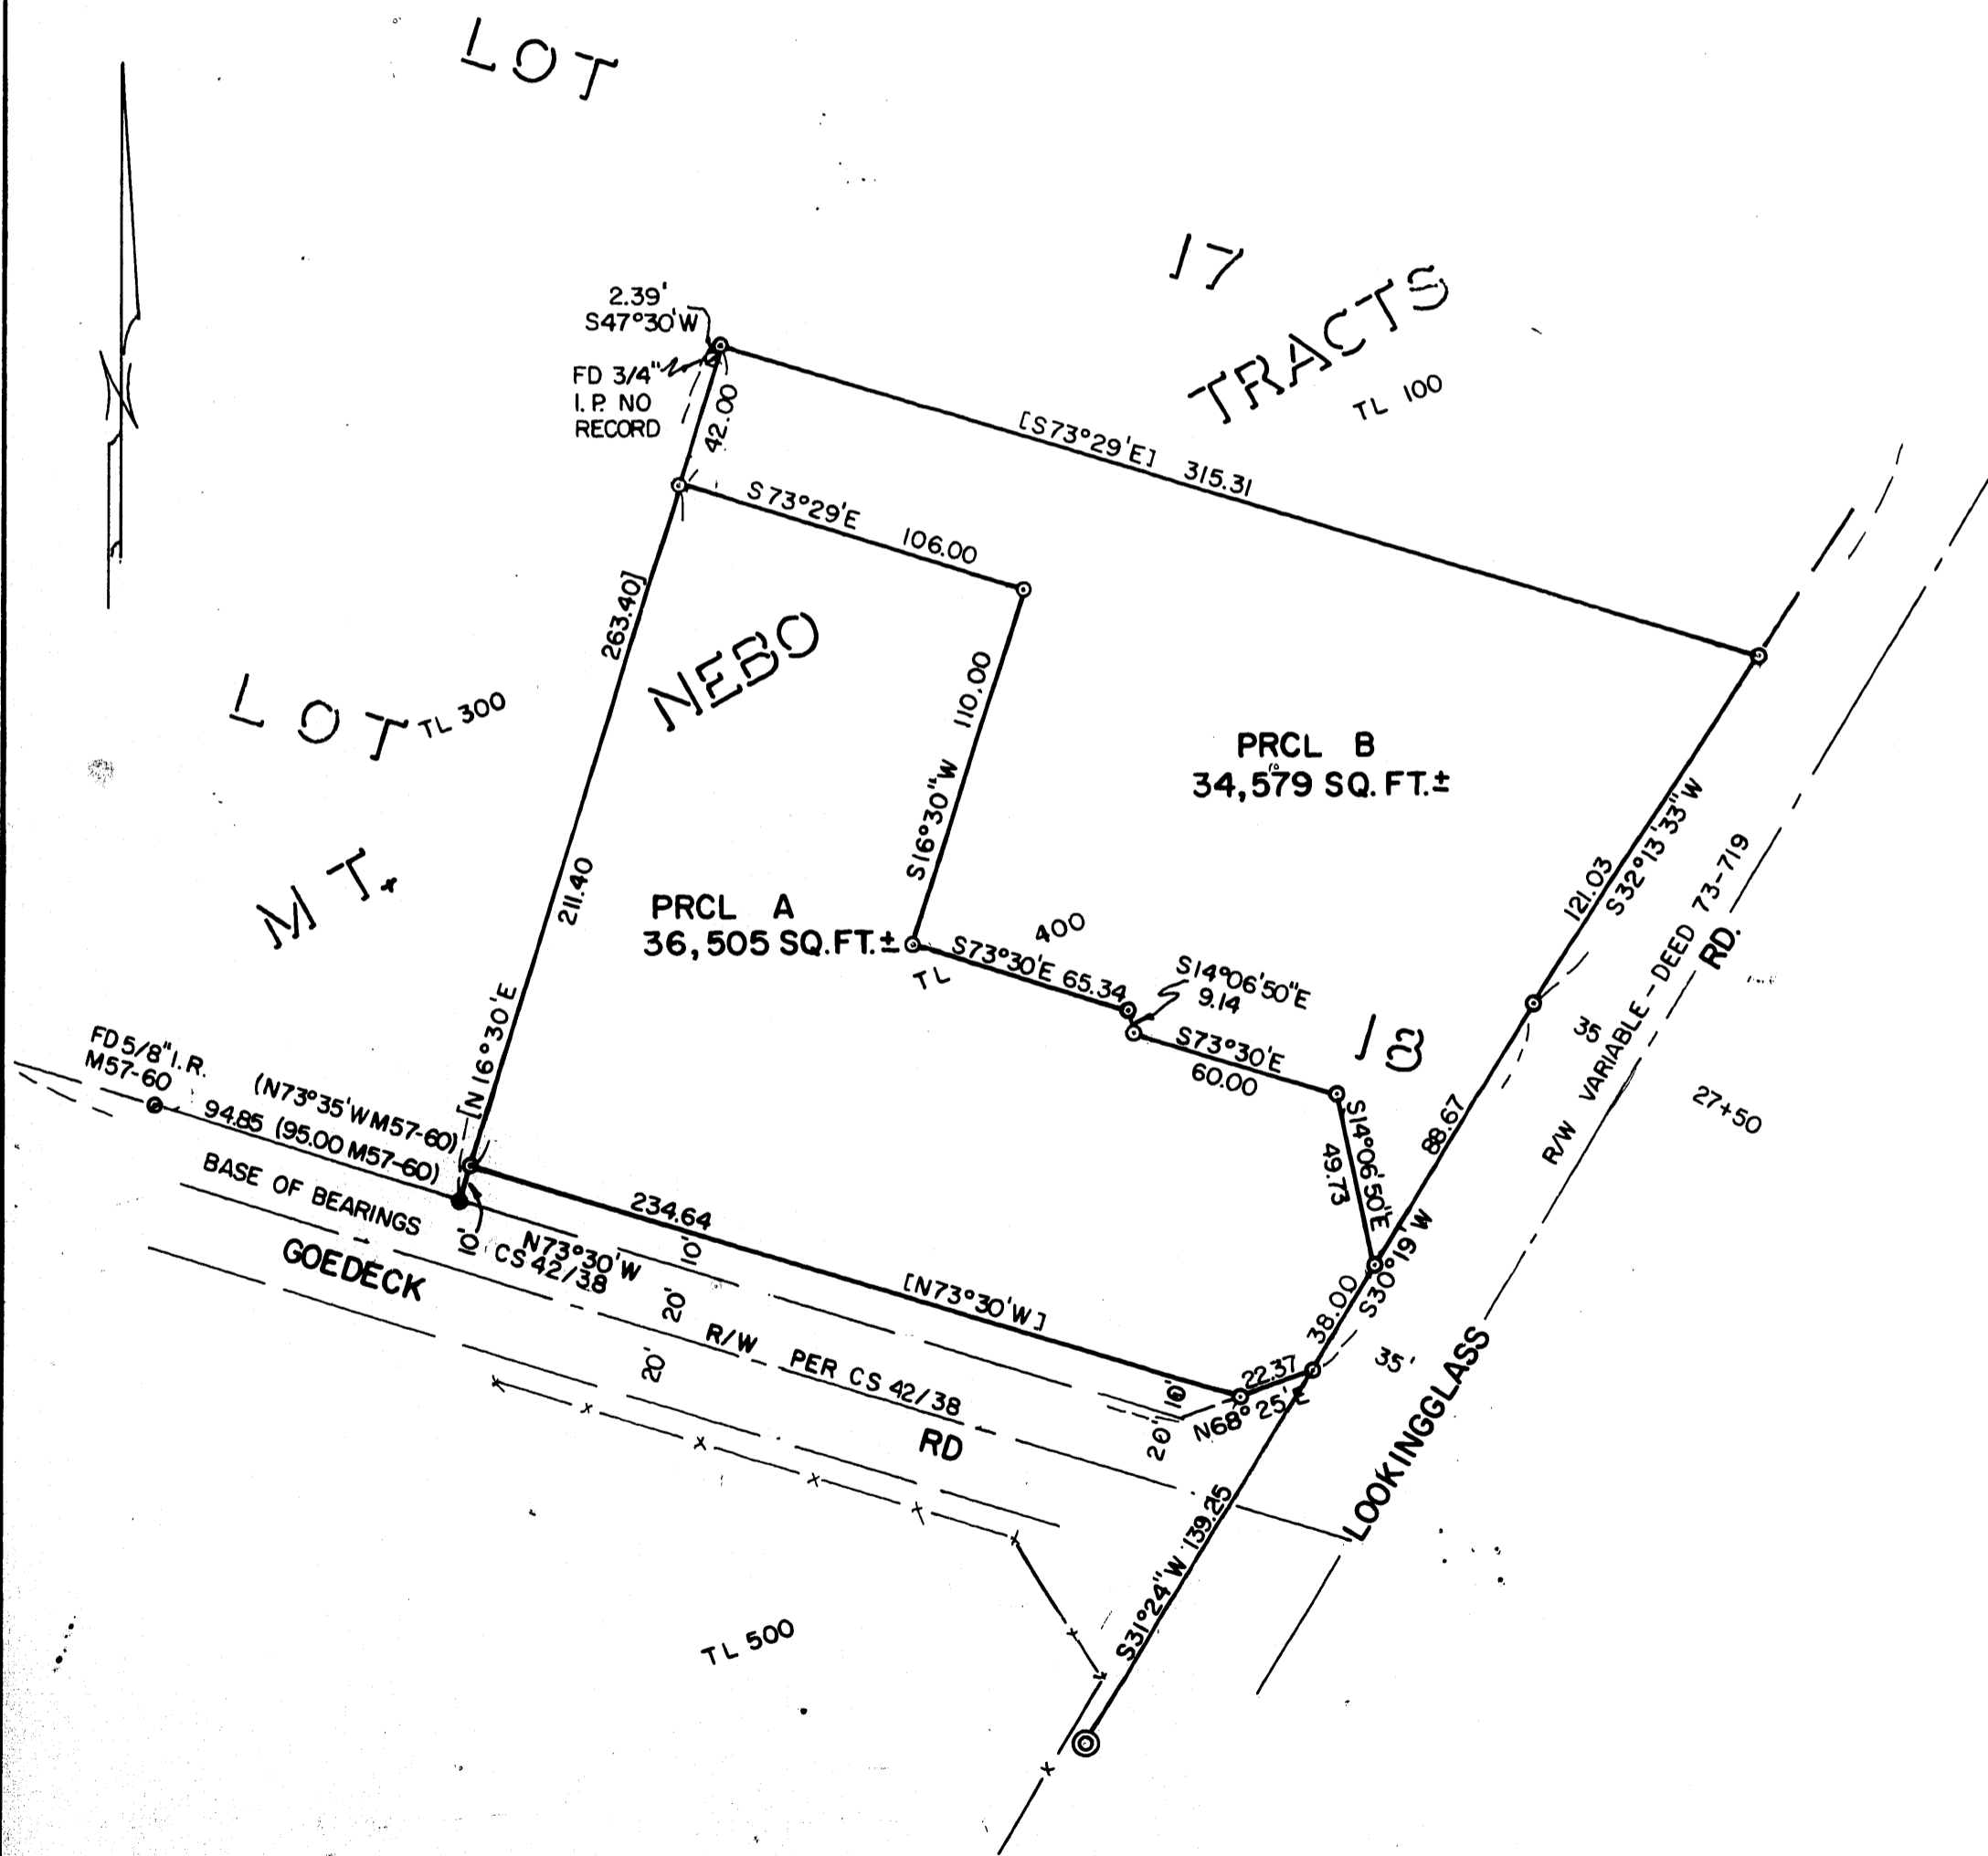 LOT
17
TRACTS
TL 100
2.39'
S47°30'W
FD 3/4"
I.P. NO
RECORD
42.00
[S73°29'E] 315.31
S73°29'E 106.00
263.40]
NEBO
110.00
S16°30"W
LOT
TL 300
PRCL B
34,579 SQ.FT.±
MT.
211.40
PRCL A
36,505 SQ.FT.±
400
TL
S73°30'E 65.34
S14°06'50"E
9.14
S73°30'E
60.00
18
121.03
S32°13'33"W
R/W VARIABLE - DEED 73-719
RD.
35
27+50
[N16°30'E
FD 5/8" I.R.
M57-60
(N73°35'W M57-60)
94.85 (95.00 M57-60)
BASE OF BEARINGS
S14°06'50"E
49.73
88.67
S30°19'W
38.00
234.64
10'
N73°30'W
CS 42/38
10'
GOEDECK
[N73°30'W]
20'
R/W PER CS 42/38
20'
10'
22.37
N68°25'E
35'
20'
RD
LOOKINGGLASS
S31°24"W 139.25
TL 500